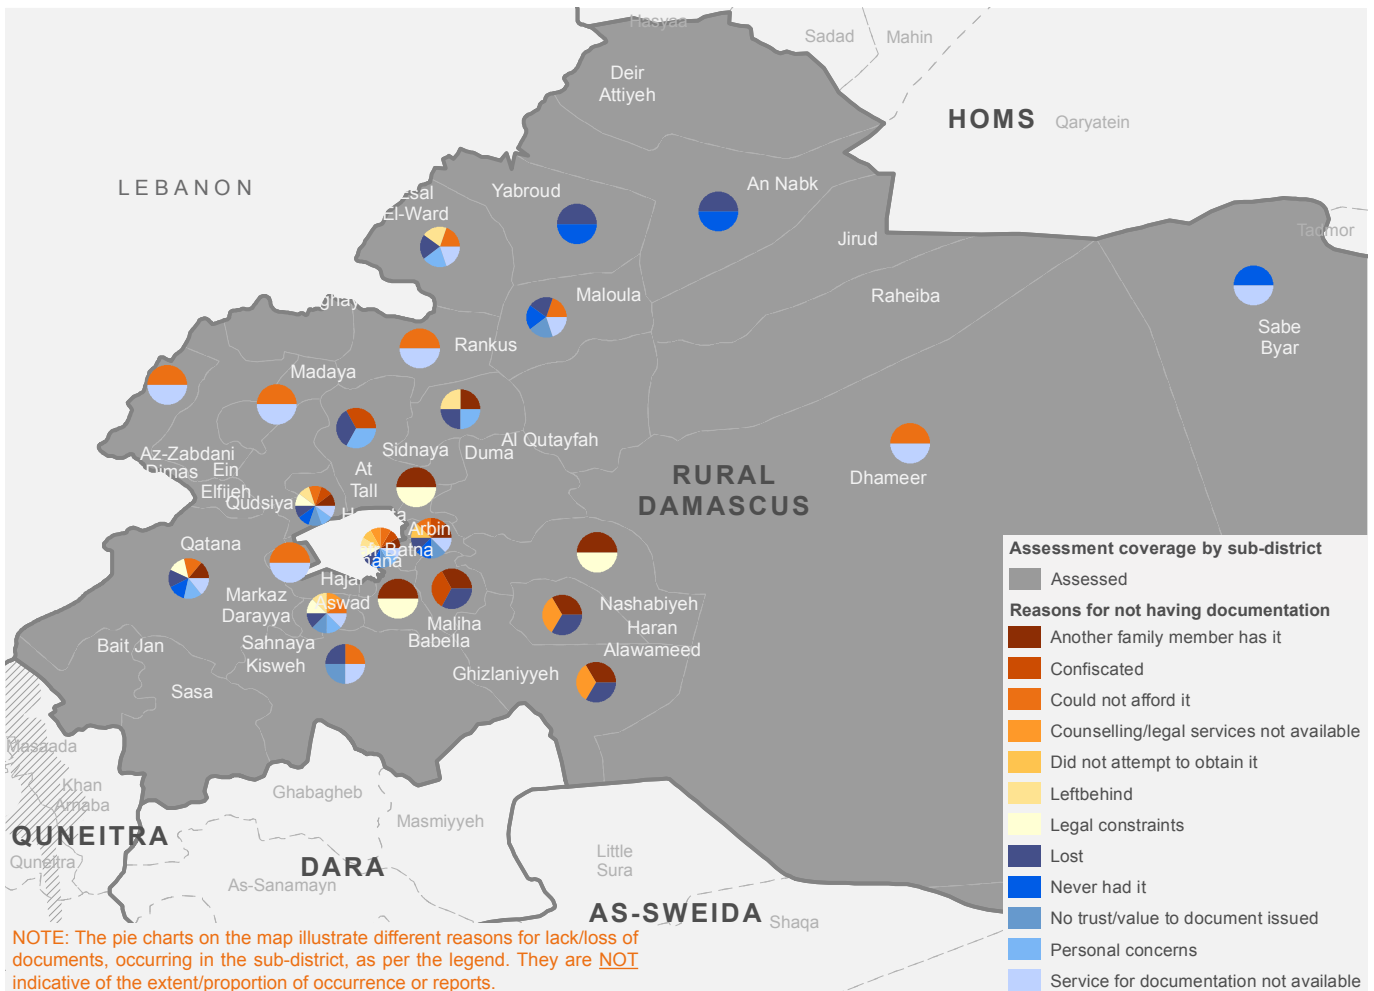 Hasyaa
Sadad
Mahin
Deir
Attiyeh
HOMS
Qaryatein
LEBANON
Esal
El-Ward
Yabroud
An Nabk
Jirud
Tadmor
Raheiba
Maloula
Sabe
Byar
Rankus
Madaya
Az-Zabdani
Dimas
Ein
Elfijeh
Sidnaya
Duma
Al Qutayfah
At
Tall
RURAL
DAMASCUS
Dhameer
Qudsiya
Arbin
Qatana
Batna
Hajar
Aswad
Markaz
Darayya
Nashabiyeh
Haran
Alawameed
Maliha
Babella
Sahnaya
Kisweh
Bait Jan
Sasa
Ghizlaniyyeh
Masaada
Khan
Arnaba
QUNEITRA
Quneitra
Ghabagheb
Masmiyyeh
DARA
As-Sanamayn
Little
Sura
AS-SWEIDA
Shaqa
Assessment coverage by sub-district
Assessed
Reasons for not having documentation
Another family member has it
Confiscated
Could not afford it
Counselling/legal services not available
Did not attempt to obtain it
Leftbehind
Legal constraints
Lost
Never had it
No trust/value to document issued
Personal concerns
Service for documentation not available
NOTE: The pie charts on the map illustrate different reasons for lack/loss of
documents, occurring in the sub-district, as per the legend. They are NOT
indicative of the extent/proportion of occurrence or reports.